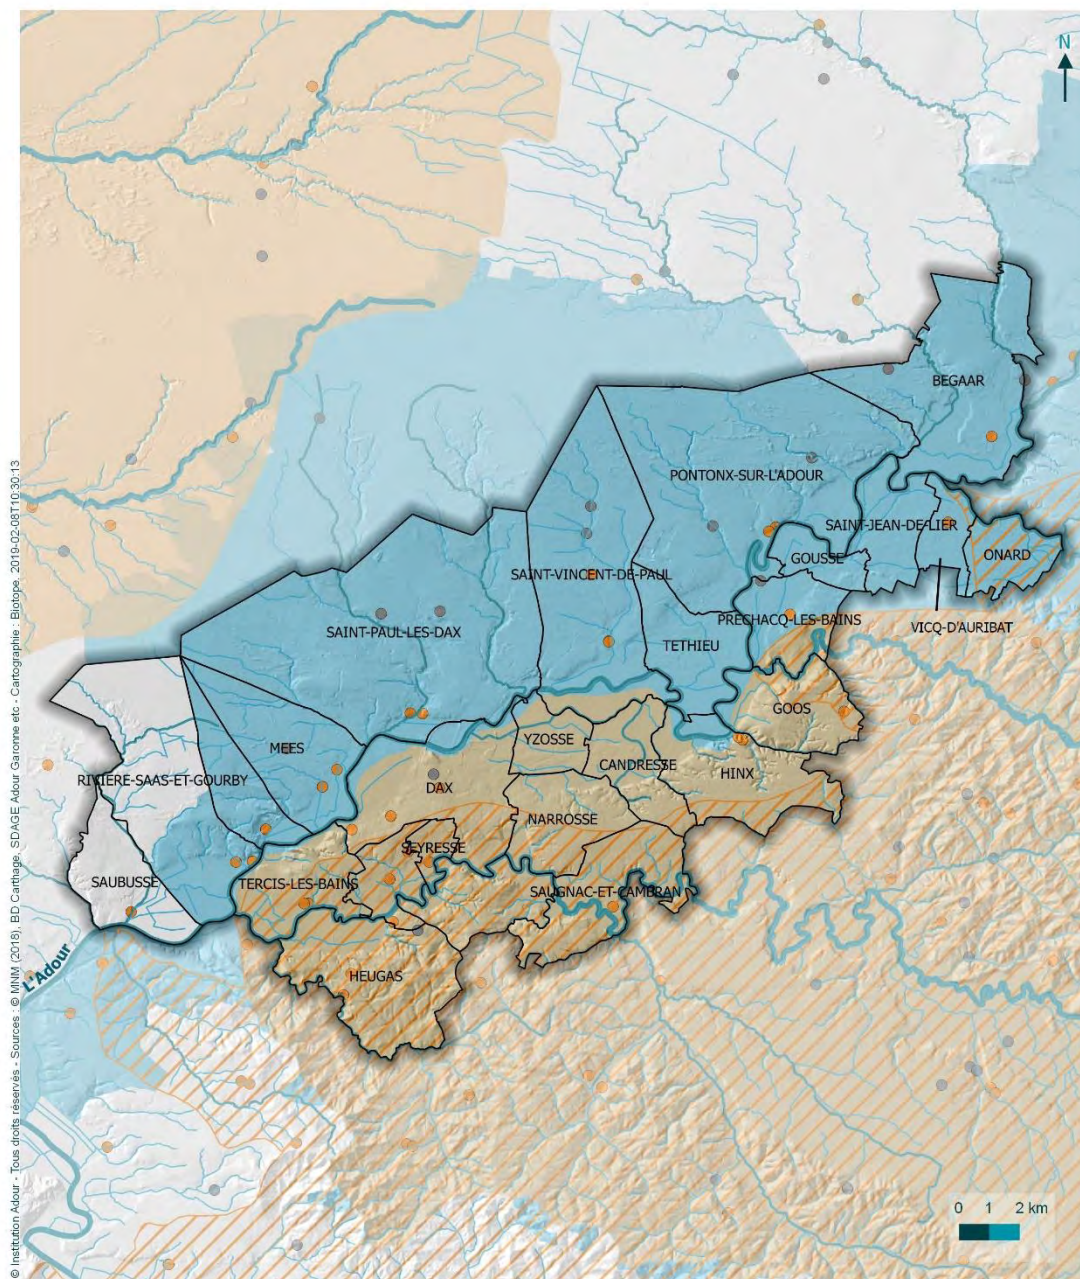 N
BEGAAR
PONTONX-SUR-L'ADOUR
SAINT-JEAN-DE-LIER
GOUSSE
ONARD
SAINT-VINCENT-DE-PAUL
PRECHACQ-LES-BAINS
VICQ-D'AURIBAT
SAINT-PAUL-LES-DAX
TETHIEU
GOOS
YZOSSE
MEES
CANDRESSE
HINX
RIVIERE-SAAS-ET-GOURBY
DAX
NARROSSE
SEYRESSE
SAUBUSSE
TERCIS-LES-BAINS
SAUGNAC-ET-CAMBRAN
L'Adour
HEUGAS
0 1 2 km
© Institution Adour - Tous droits réservés - Sources : © MNM (2018), BD Carthage, SDAGE Adour Garonne etc - Cartographie : Biotope, 2019-02-08T10:30:13